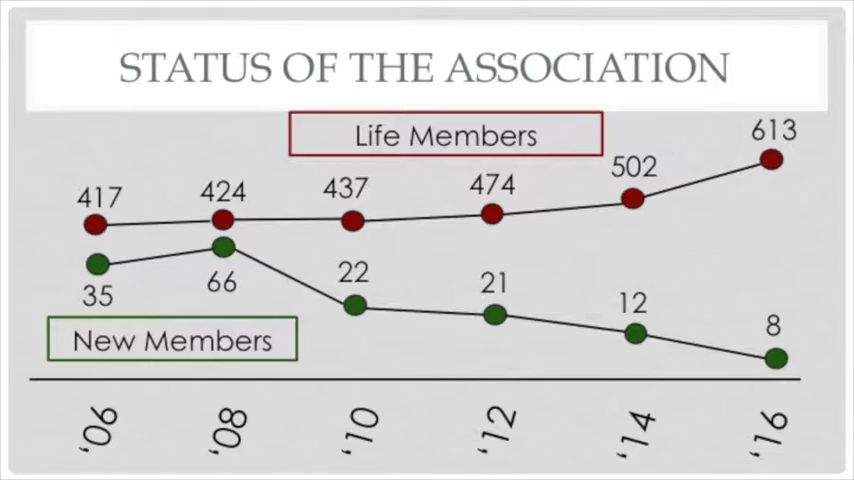 STATUS OF THE ASSOCIATION
Life Members
417 424 437 474 502 613
35 66 22 21 12 8
New Members
'06 '08 '10 '12 '14 '16